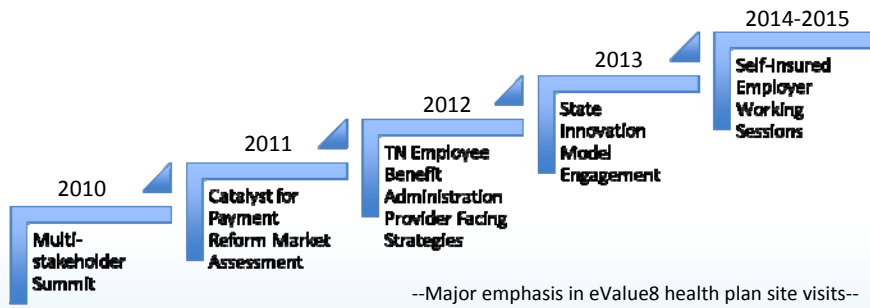 2010
Multi-
stakeholder
Summit
2011
Catalyst for
Payment
Reform Market
Assessment
2012
TN Employee
Benefit
Administration
Provider Facing
Strategies
2013
State
Innovation
Model
Engagement
2014-2015
Self-Insured
Employer
Working
Sessions
--Major emphasis in eValue8 health plan site visits--